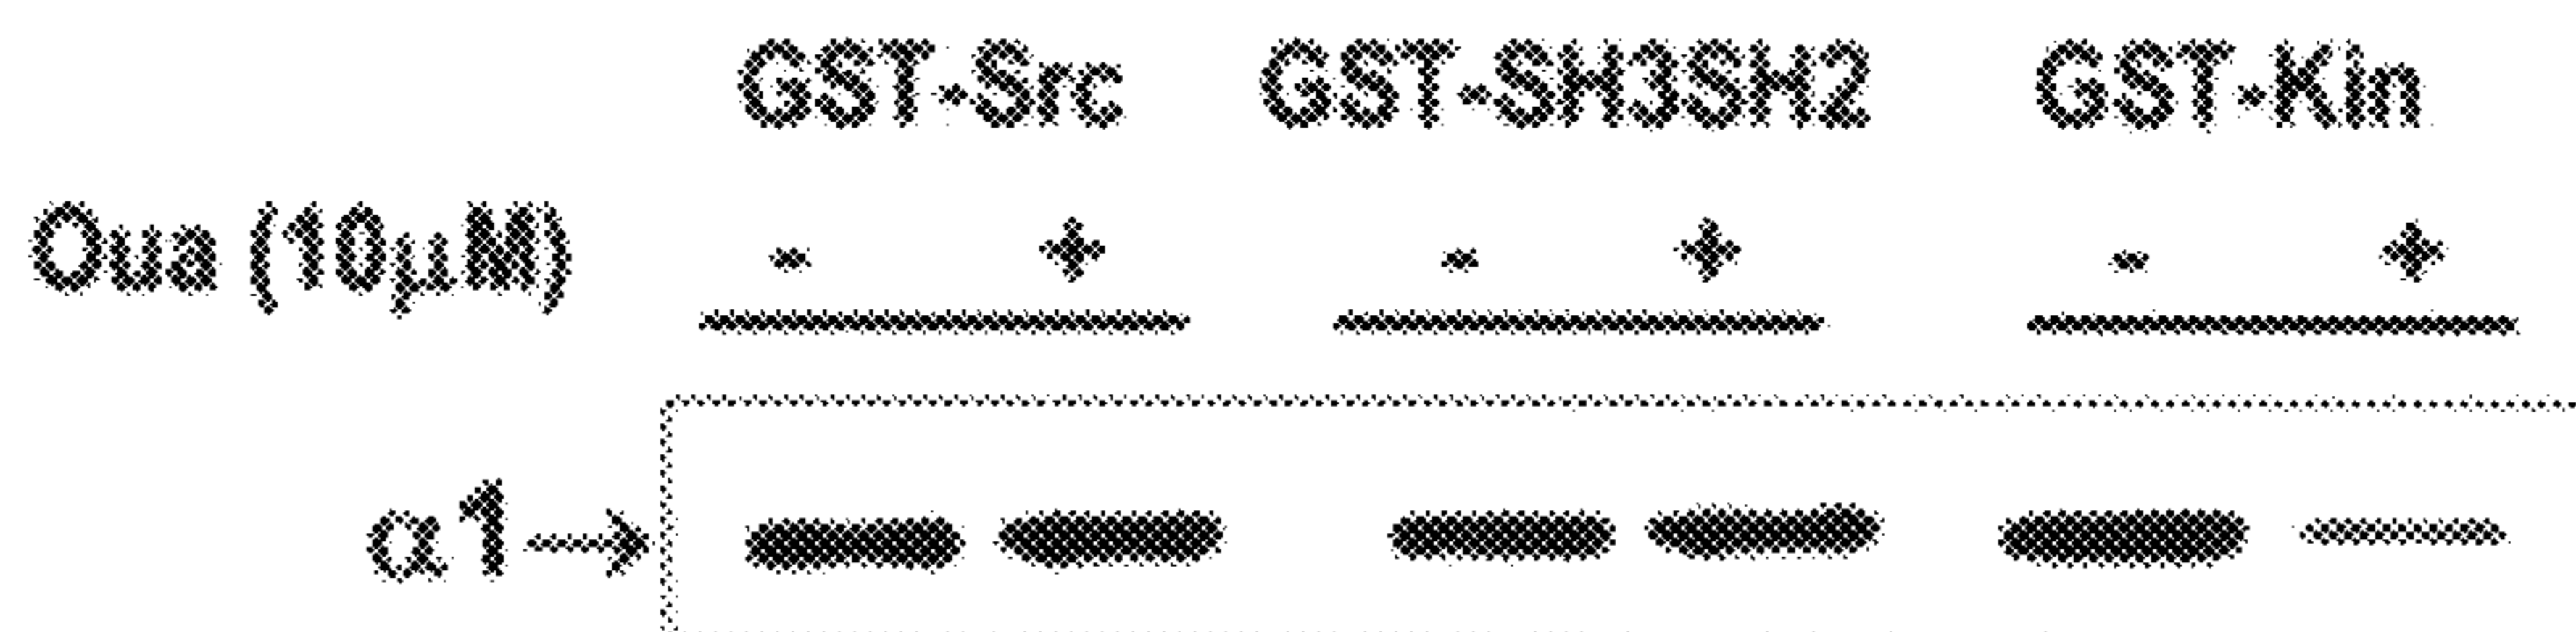 GST-Src GST-SH3SH2 GST-Kin
Oua (10μM) - + - + - +
α1→